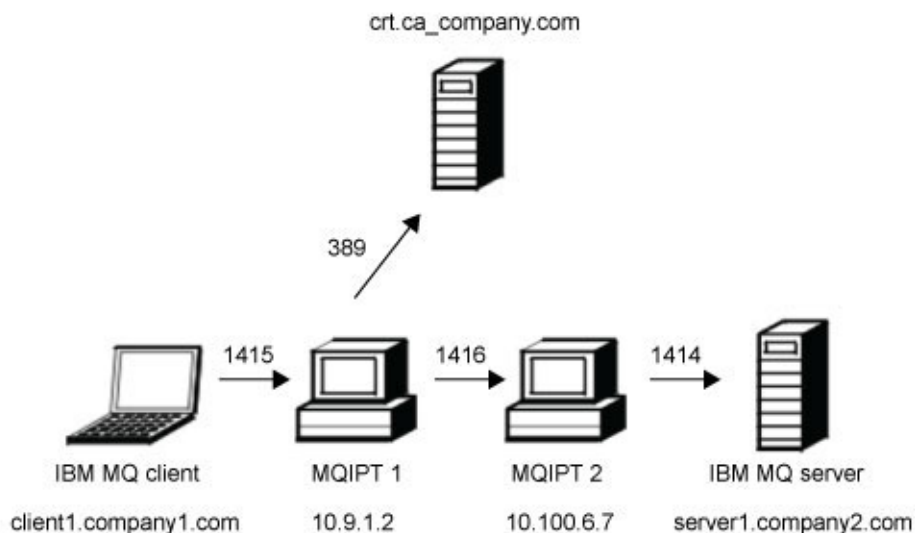 crt.ca_company.com
389
1415
1416
1414
IBM MQ client
MQIPT 1
MQIPT 2
IBM MQ server
client1.company1.com
10.9.1.2
10.100.6.7
server1.company2.com